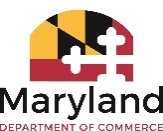 Maryland
DEPARTMENT OF COMMERCE